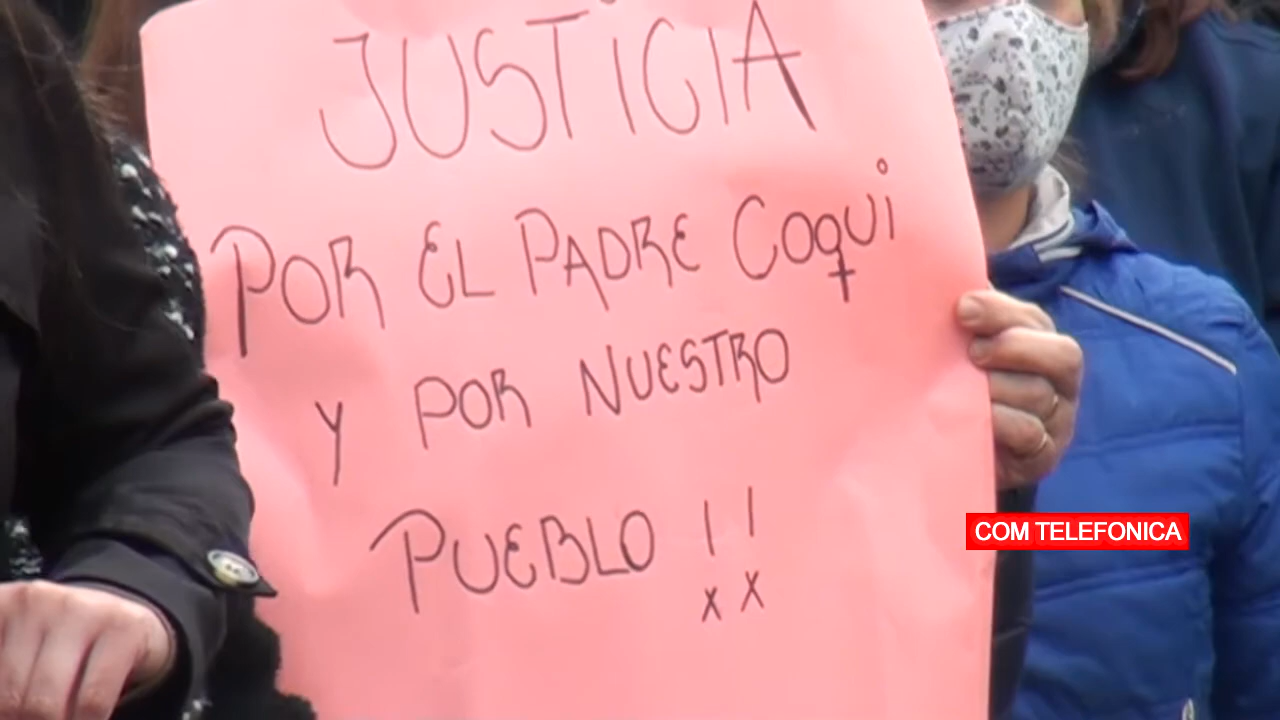 JUSTICIA
POR EL PADRE COQUI
Y POR NUESTRO
PUEBLO !!
COM TELEFONICA